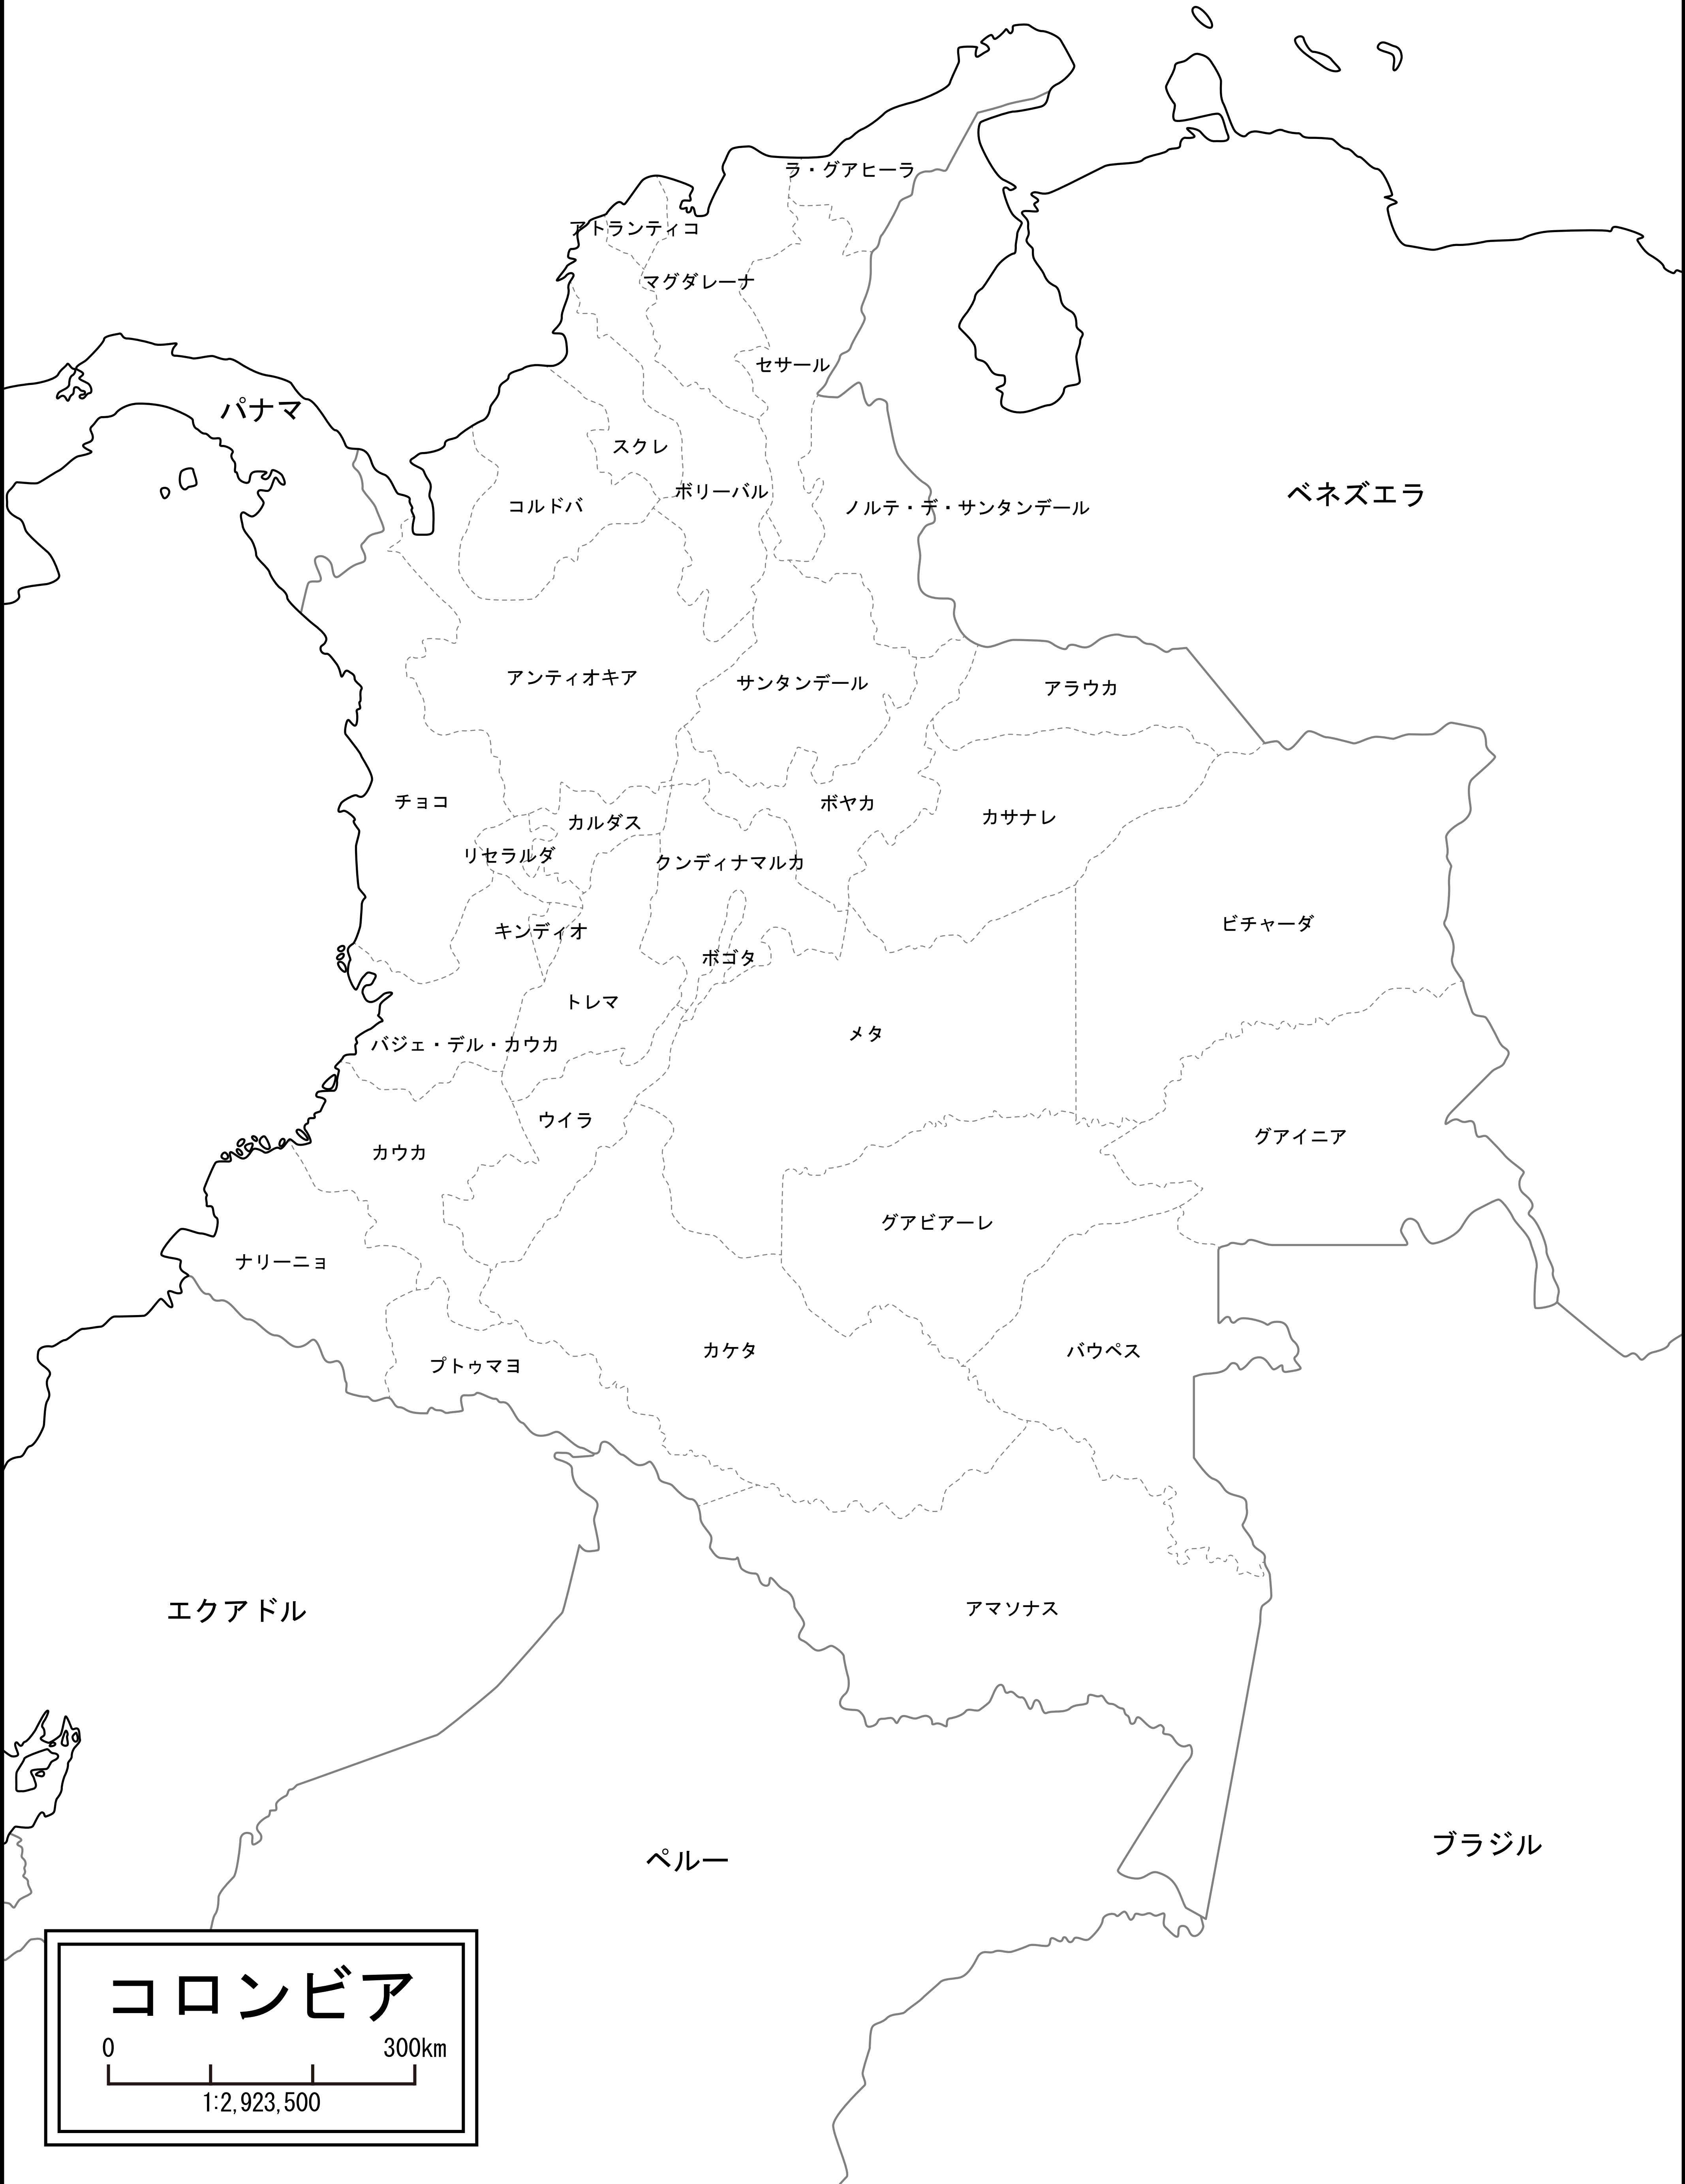 ラ・グアヒーラ
アトランティコ
マグダレーナ
セサール
パナマ
スクレ
ボリーバル
コルドバ
ノルテ・デ・サンタンデール
ベネズエラ
アンティオキア
サンタンデール
アラウカ
チョコ
カルダス
ボヤカ
カサナレ
リセラルダ
クンディナマルカ
キンディオ
ボゴタ
ビチャーダ
トレマ
メタ
バジェ・デル・カウカ
ウイラ
カウカ
グアイニア
グアビアーレ
ナリーニョ
プトゥマヨ
カケタ
バウペス
エクアドル
アマソナス
ペルー
ブラジル
コロンビア
0 300km
1:2,923,500